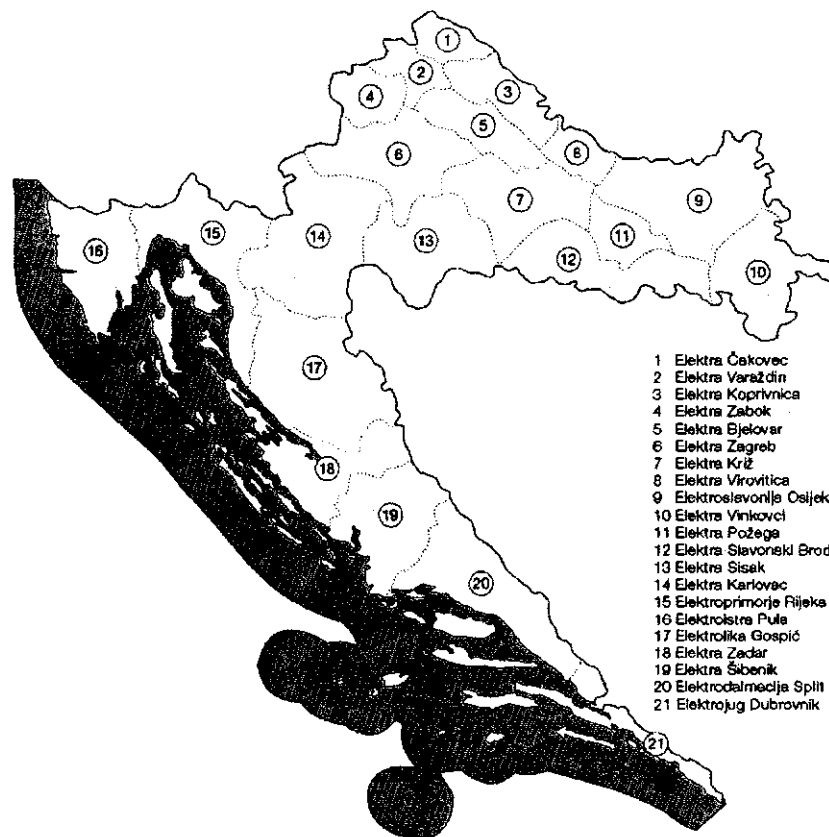 1
2
3
4
5
6
7
8
9
10
11
12
13
14
15
16
17
18
19
20
21
1 Elektra Čakovec
2 Elektra Varaždin
3 Elektra Koprivnica
4 Elektra Zabok
5 Elektra Bjelovar
6 Elektra Zagreb
7 Elektra Križ
8 Elektra Virovitica
9 Elektroslavonija Osijek
10 Elektra Vinkovci
11 Elektra Požega
12 Elektra Slavonski Brod
13 Elektra Sisak
14 Elektra Karlovac
15 Elektroprimorje Rijeka
16 Elektroistra Pula
17 Elektrolika Gospić
18 Elektra Zadar
19 Elektra Šibenik
20 Elektrodalmacija Split
21 Elektrojug Dubrovnik